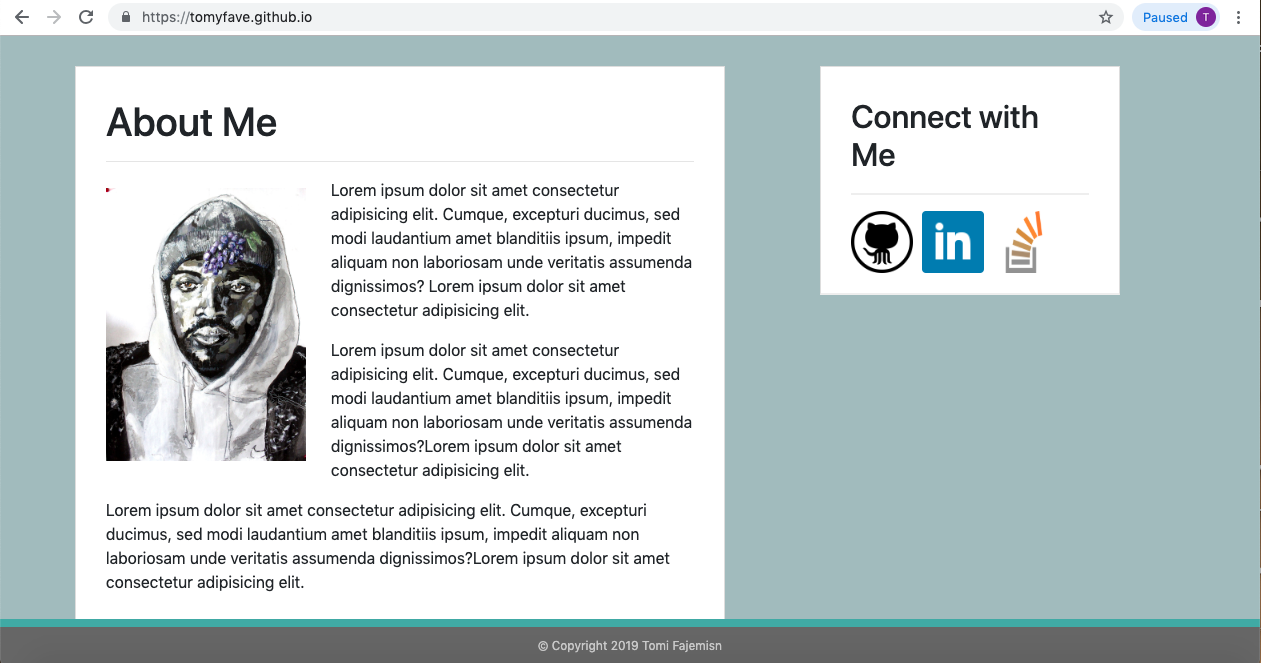 https://tomyfave.github.io
Paused
T
About Me
Lorem ipsum dolor sit amet consectetur
adipisicing elit. Cumque, excepturi ducimus, sed
modi laudantium amet blanditiis ipsum, impedit
aliquam non laboriosam unde veritatis assumenda
dignissimos? Lorem ipsum dolor sit amet
consectetur adipisicing elit.
Lorem ipsum dolor sit amet consectetur
adipisicing elit. Cumque, excepturi ducimus, sed
modi laudantium amet blanditiis ipsum, impedit
aliquam non laboriosam unde veritatis assumenda
dignissimos?Lorem ipsum dolor sit amet
consectetur adipisicing elit.
Lorem ipsum dolor sit amet consectetur adipisicing elit. Cumque, excepturi
ducimus, sed modi laudantium amet blanditiis ipsum, impedit aliquam non
laboriosam unde veritatis assumenda dignissimos?Lorem ipsum dolor sit amet
consectetur adipisicing elit.
Connect with
Me
in
© Copyright 2019 Tomi Fajemisn